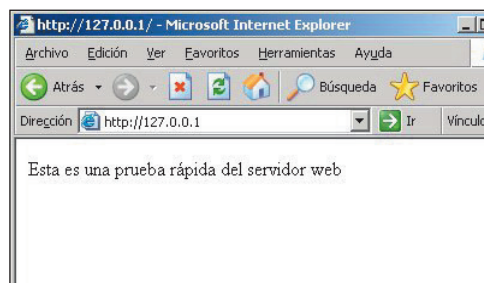 http://127.0.0.1/ - Microsoft Internet Explorer
Archivo Edición Ver Favoritos Herramientas Ayuda
Atrás Búsqueda Favoritos
Dirección http://127.0.0.1 Ir
Esta es una prueba rápida del servidor web